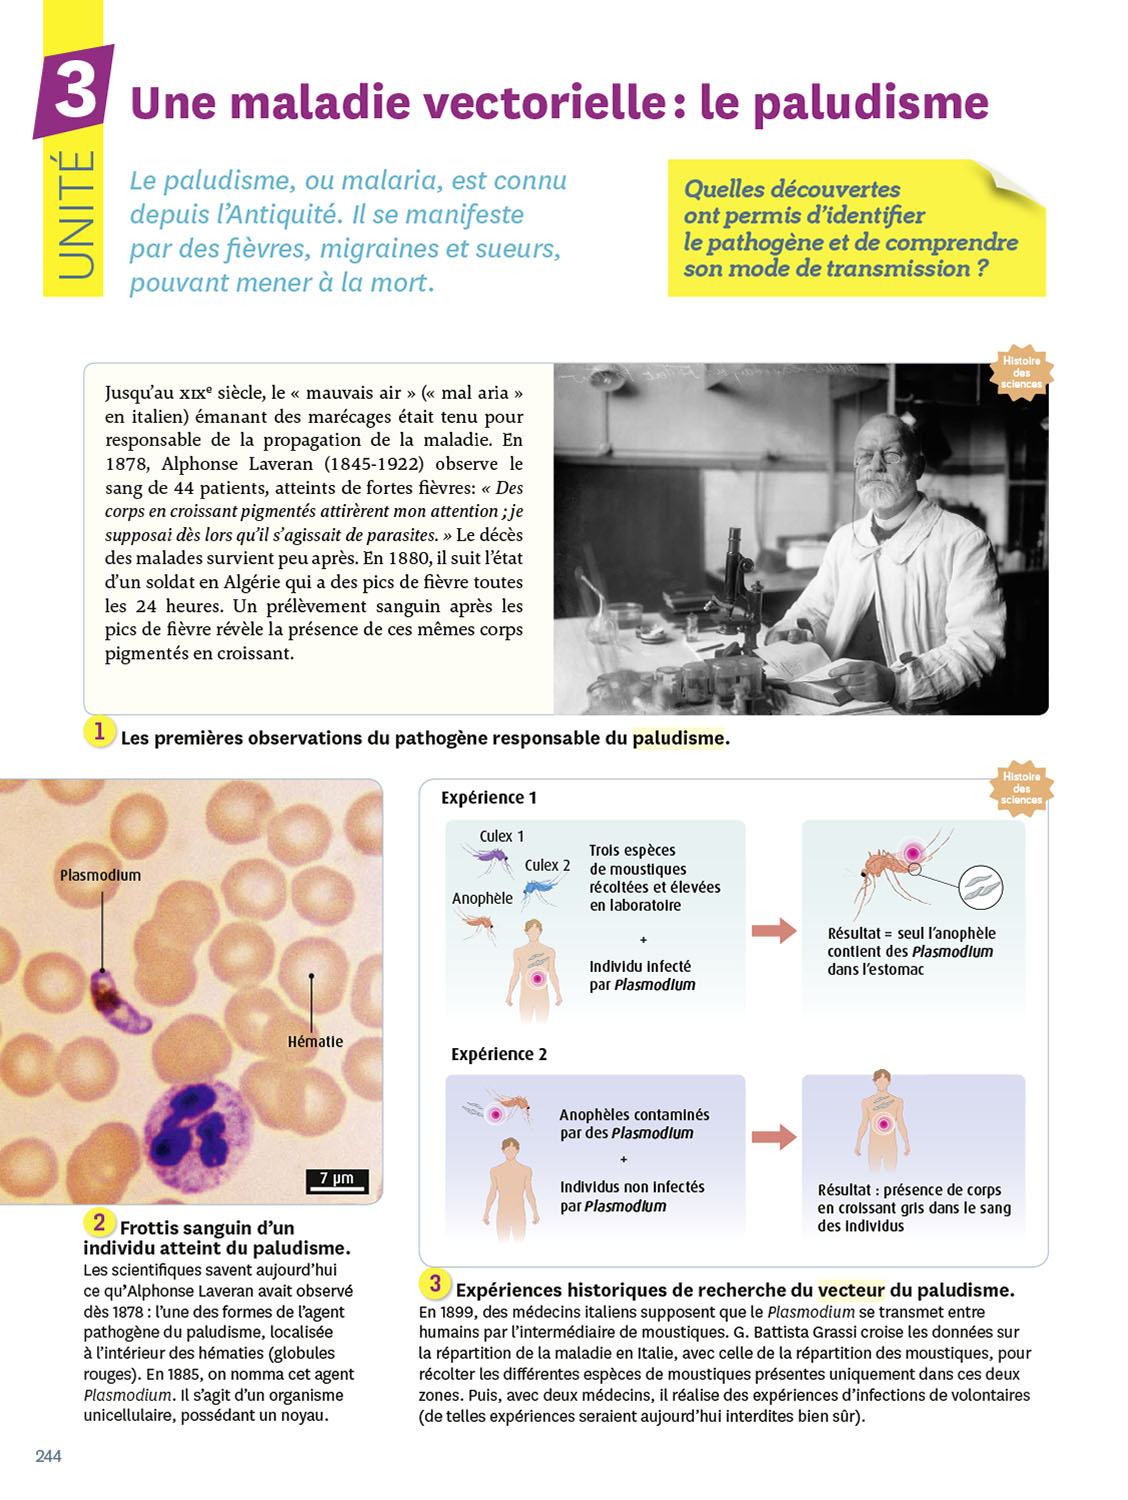 3
UNITÉ
Une maladie vectorielle : le paludisme
Le paludisme, ou malaria, est connu
depuis l’Antiquité. Il se manifeste
par des fièvres, migraines et sueurs,
pouvant mener à la mort.
Quelles découvertes
ont permis d’identifier
le pathogène et de comprendre
son mode de transmission ?
Histoire
des
sciences
Jusqu’au XIXe siècle, le « mauvais air » (« mal aria »
en italien) émanant des marécages était tenu pour
responsable de la propagation de la maladie. En
1878, Alphonse Laveran (1845-1922) observe le
sang de 44 patients, atteints de fortes fièvres: « Des
corps en croissant pigmentés attirèrent mon attention ; je
supposai dès lors qu’il s’agissait de parasites. » Le décès
des malades survient peu après. En 1880, il suit l’état
d’un soldat en Algérie qui a des pics de fièvre toutes
les 24 heures. Un prélèvement sanguin après les
pics de fièvre révèle la présence de ces mêmes corps
pigmentés en croissant.
1 Les premières observations du pathogène responsable du paludisme.
Plasmodium
Hématie
7 µm
2 Frottis sanguin d’un
individu atteint du paludisme.
Les scientifiques savent aujourd’hui
ce qu’Alphonse Laveran avait observé
dès 1878 : l’une des formes de l’agent
pathogène du paludisme, localisée
à l’intérieur des hématies (globules
rouges). En 1885, on nomma cet agent
Plasmodium. Il s’agit d’un organisme
unicellulaire, possédant un noyau.
Histoire
des
sciences
Expérience 1
Culex 1
Culex 2
Anophèle
Trois espèces
de moustiques
récoltées et élevées
en laboratoire
+
Individu infecté
par Plasmodium
Résultat = seul l’anophèle
contient des Plasmodium
dans l’estomac
Expérience 2
Anophèles contaminés
par des Plasmodium
+
Individus non infectés
par Plasmodium
Résultat : présence de corps
en croissant gris dans le sang
des individus
3 Expériences historiques de recherche du vecteur du paludisme.
En 1899, des médecins italiens supposent que le Plasmodium se transmet entre
humains par l’intermédiaire de moustiques. G. Battista Grassi croise les données sur
la répartition de la maladie en Italie, avec celle de la répartition des moustiques, pour
récolter les différentes espèces de moustiques présentes uniquement dans ces deux
zones. Puis, avec deux médecins, il réalise des expériences d’infections de volontaires
(de telles expériences seraient aujourd’hui interdites bien sûr).
244